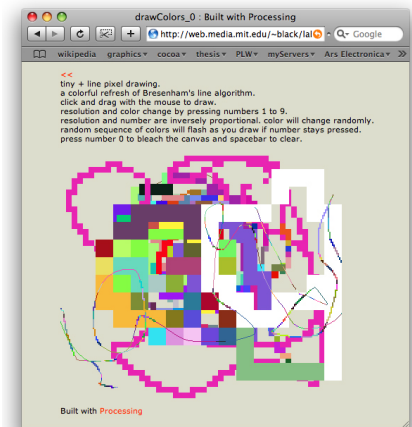 drawColors_0 : Built with Processing
http://web.media.mit.edu/~black/lal
Google
wikipedia graphics▾ cocoa▾ thesis▾ PLW▾ myServers▾ Ars Electronica▾ »
<<
tiny + line pixel drawing.
a colorful refresh of Bresenham's line algorithm.
click and drag with the mouse to draw.
resolution and color change by pressing numbers 1 to 9.
resolution and number are inversely proportional. color will change randomly.
random sequence of colors will flash as you draw if number stays pressed.
press number 0 to bleach the canvas and spacebar to clear.
Built with Processing